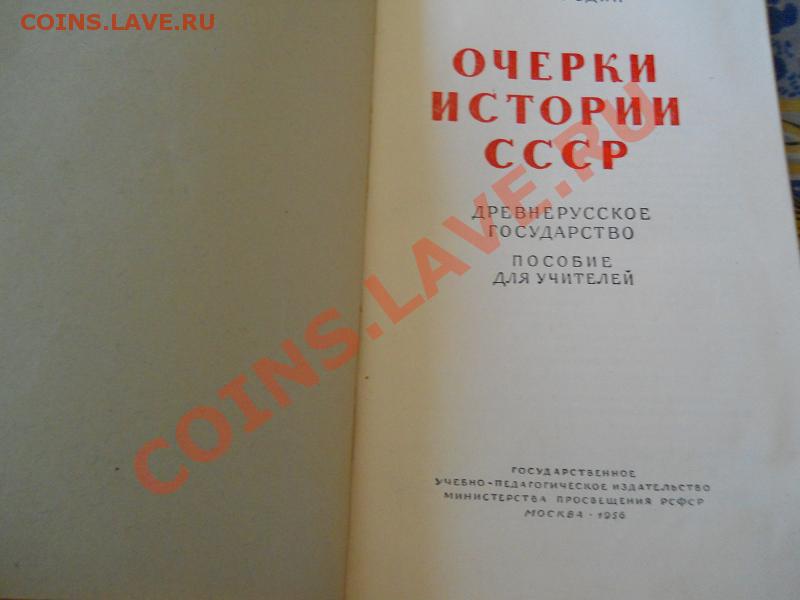 COINS.LAVE.RU
ОЧЕРКИ
ИСТОРИИ
СССР
ДРЕВНЕРУССКОЕ
ГОСУДАРСТВО
ПОСОБИЕ
ДЛЯ УЧИТЕЛЕЙ
COINS.LAVE.RU
ГОСУДАРСТВЕННОЕ
УЧЕБНО-ПЕДАГОГИЧЕСКОЕ ИЗДАТЕЛЬСТВО
МИНИСТЕРСТВА ПРОСВЕЩЕНИЯ РСФСР
МОСКВА · 1956